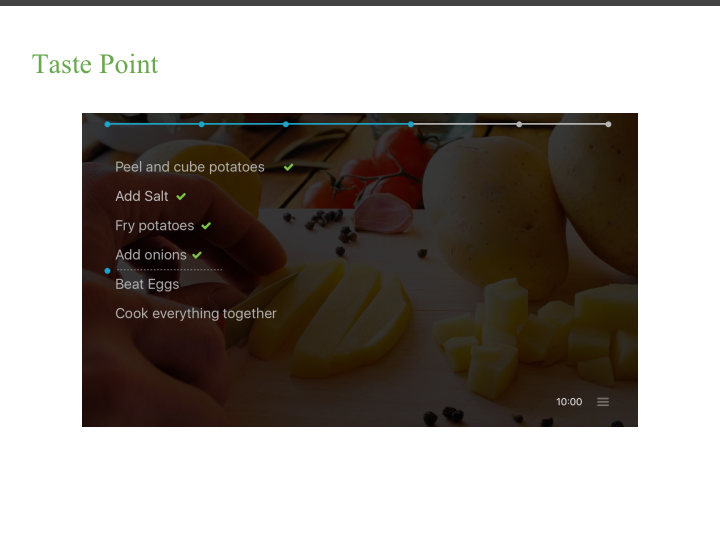 Taste Point
Peel and cube potatoes
Add Salt
Fry potatoes
Add onions
Beat Eggs
Cook everything together
10:00